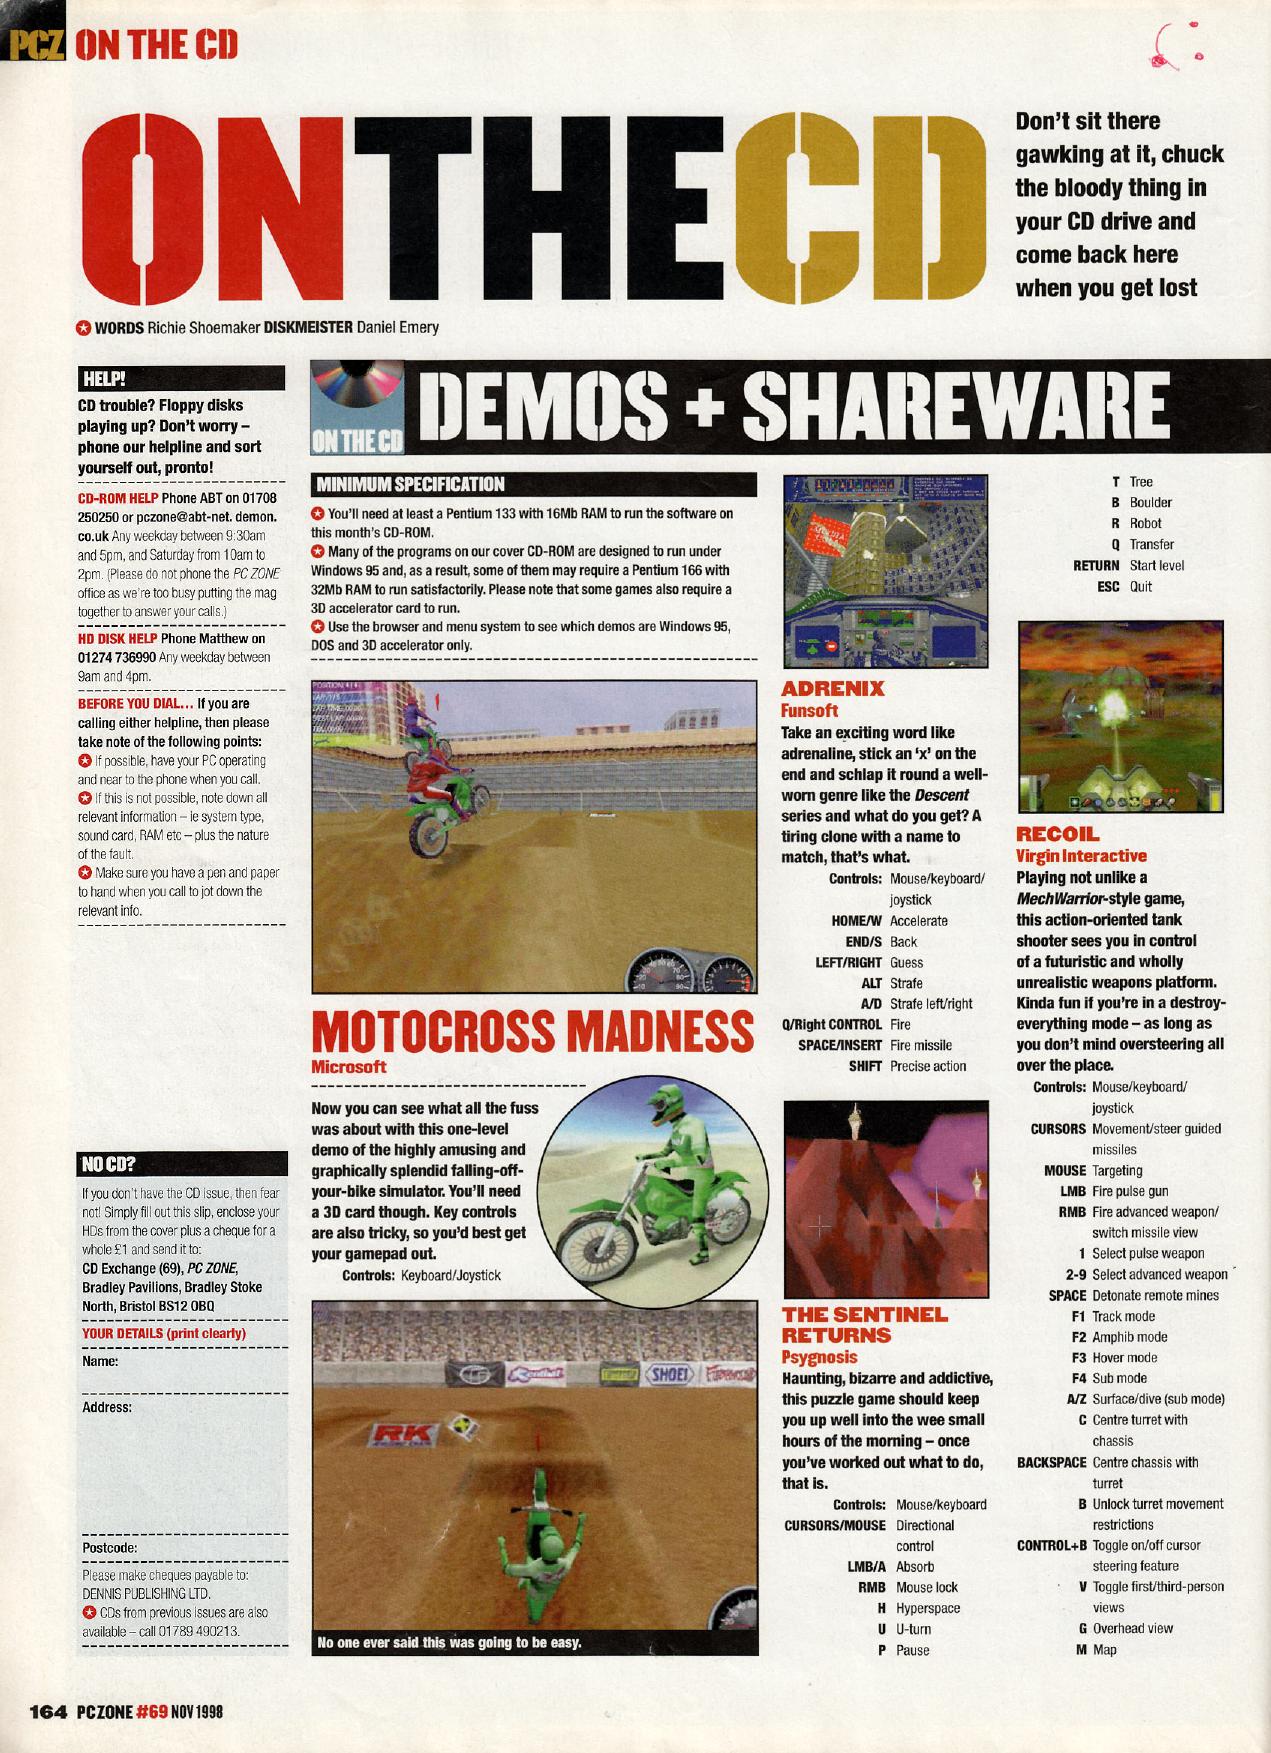 PCZ ON THE CD
ON THE CD
Don't sit there
gawking at it, chuck
the bloody thing in
your CD drive and
come back here
when you get lost
WORDS Richie Shoemaker DISKMEISTER Daniel Emery
HELP!
CD trouble? Floppy disks
playing up? Don't worry –
phone our helpline and sort
yourself out, pronto!
CD-ROM HELP Phone ABT on 01708
250250 or pczone@abt-net. demon.
co.uk Any weekday between 9:30am
and 5pm, and Saturday from 10am to
2pm. (Please do not phone the PC ZONE
office as we're too busy putting the mag
together to answer your calls.)
HD DISK HELP Phone Matthew on
01274 736990 Any weekday between
9am and 4pm.
BEFORE YOU DIAL... If you are
calling either helpline, then please
take note of the following points:
If possible, have your PC operating
and near to the phone when you call.
If this is not possible, note down all
relevant information – ie system type,
sound card, RAM etc – plus the nature
of the fault.
Make sure you have a pen and paper
to hand when you call to jot down the
relevant info.
NO CD?
If you don't have the CD issue, then fear
not! Simply fill out this slip, enclose your
HDs from the cover plus a cheque for a
whole £1 and send it to:
CD Exchange (69), PC ZONE,
Bradley Pavilions, Bradley Stoke
North, Bristol BS12 0BQ
YOUR DETAILS (print clearly)
Name:
Address:
Postcode:
Please make cheques payable to:
DENNIS PUBLISHING LTD.
CDs from previous issues are also
available – call 01789 490213.
ON THE CD
DEMOS + SHAREWARE
MINIMUM SPECIFICATION
You'll need at least a Pentium 133 with 16Mb RAM to run the software on
this month's CD-ROM.
Many of the programs on our cover CD-ROM are designed to run under
Windows 95 and, as a result, some of them may require a Pentium 166 with
32Mb RAM to run satisfactorily. Please note that some games also require a
3D accelerator card to run.
Use the browser and menu system to see which demos are Windows 95,
DOS and 3D accelerator only.
MOTOCROSS MADNESS
Microsoft
Now you can see what all the fuss
was about with this one-level
demo of the highly amusing and
graphically splendid falling-off-
your-bike simulator. You'll need
a 3D card though. Key controls
are also tricky, so you'd best get
your gamepad out.
Controls: Keyboard/Joystick
SHOEI
RK
No one ever said this was going to be easy.
ADRENIX
Funsoft
Take an exciting word like
adrenaline, stick an 'x' on the
end and schlap it round a well-
worn genre like the Descent
series and what do you get? A
tiring clone with a name to
match, that's what.
Controls: Mouse/keyboard/
joystick
HOME/W Accelerate
END/S Back
LEFT/RIGHT Guess
ALT Strafe
A/D Strafe left/right
Q/Right CONTROL Fire
SPACE/INSERT Fire missile
SHIFT Precise action
THE SENTINEL
RETURNS
Psygnosis
Haunting, bizarre and addictive,
this puzzle game should keep
you up well into the wee small
hours of the morning – once
you've worked out what to do,
that is.
Controls: Mouse/keyboard
CURSORS/MOUSE Directional
control
LMB/A Absorb
RMB Mouse lock
H Hyperspace
U U-turn
P Pause
T Tree
B Boulder
R Robot
Q Transfer
RETURN Start level
ESC Quit
RECOIL
Virgin Interactive
Playing not unlike a
MechWarrior-style game,
this action-oriented tank
shooter sees you in control
of a futuristic and wholly
unrealistic weapons platform.
Kinda fun if you're in a destroy-
everything mode – as long as
you don't mind oversteering all
over the place.
Controls: Mouse/keyboard/
joystick
CURSORS Movement/steer guided
missiles
MOUSE Targeting
LMB Fire pulse gun
RMB Fire advanced weapon/
switch missile view
1 Select pulse weapon
2-9 Select advanced weapon
SPACE Detonate remote mines
F1 Track mode
F2 Amphib mode
F3 Hover mode
F4 Sub mode
A/Z Surface/dive (sub mode)
C Centre turret with
chassis
BACKSPACE Centre chassis with
turret
B Unlock turret movement
restrictions
CONTROL+B Toggle on/off cursor
steering feature
V Toggle first/third-person
views
G Overhead view
M Map
164 PCZONE #69 NOV 1998